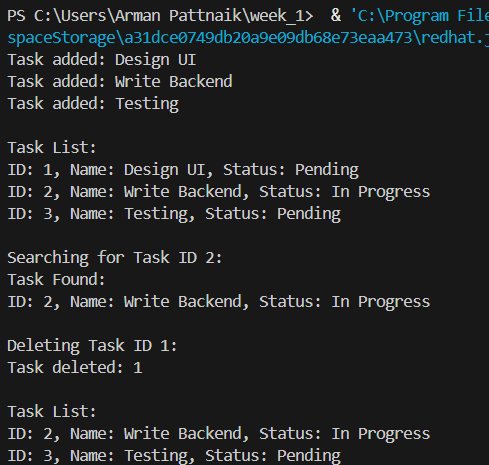 PS C:\Users\Arman Pattnaik\week_1>  & 'C:\Program File
spaceStorage\a31dce0749db20a9e09db68e73eaa473\redhat.j
Task added: Design UI
Task added: Write Backend
Task added: Testing
Task List:
ID: 1, Name: Design UI, Status: Pending
ID: 2, Name: Write Backend, Status: In Progress
ID: 3, Name: Testing, Status: Pending
Searching for Task ID 2:
Task Found:
ID: 2, Name: Write Backend, Status: In Progress
Deleting Task ID 1:
Task deleted: 1
Task List:
ID: 2, Name: Write Backend, Status: In Progress
ID: 3, Name: Testing, Status: Pending